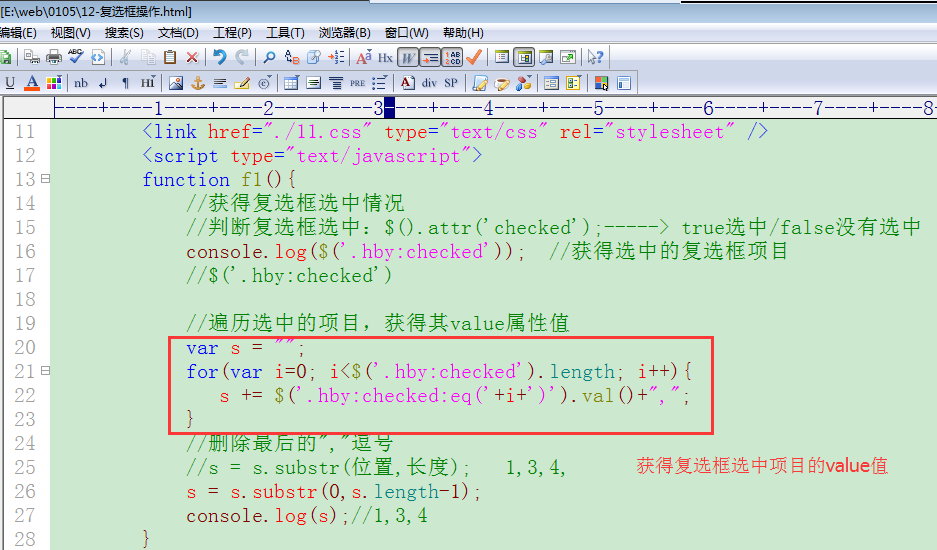 [E:\web\0105\12-复选框操作.html]
编辑(E) 视图(V) 搜索(S) 文档(D) 工程(P) 工具(T) 浏览器(B) 窗口(W) 帮助(H)
ABC Hx W 1AB 2CD
U A nb ¶ HI PRE A div SP
1 2 3 4 5 6 7 8
11 <link href="./11.css" type="text/css" rel="stylesheet" />
12 <script type="text/javascript">
13 function f1(){
14 //获得复选框选中情况
15 //判断复选框选中：$().attr('checked');-----> true选中/false没有选中
16 console.log($('.hby:checked')); //获得选中的复选框项目
17 //$('.hby:checked')
18
19 //遍历选中的项目，获得其value属性值
20 var s = "";
21 for(var i=0; i<$('.hby:checked').length; i++){
22 s += $('.hby:checked:eq('+i+')').val()+",";
23 }
24 //删除最后的","逗号
25 //s = s.substr(位置,长度); 1,3,4, 获得复选框选中项目的value值
26 s = s.substr(0,s.length-1);
27 console.log(s);//1,3,4
28 }